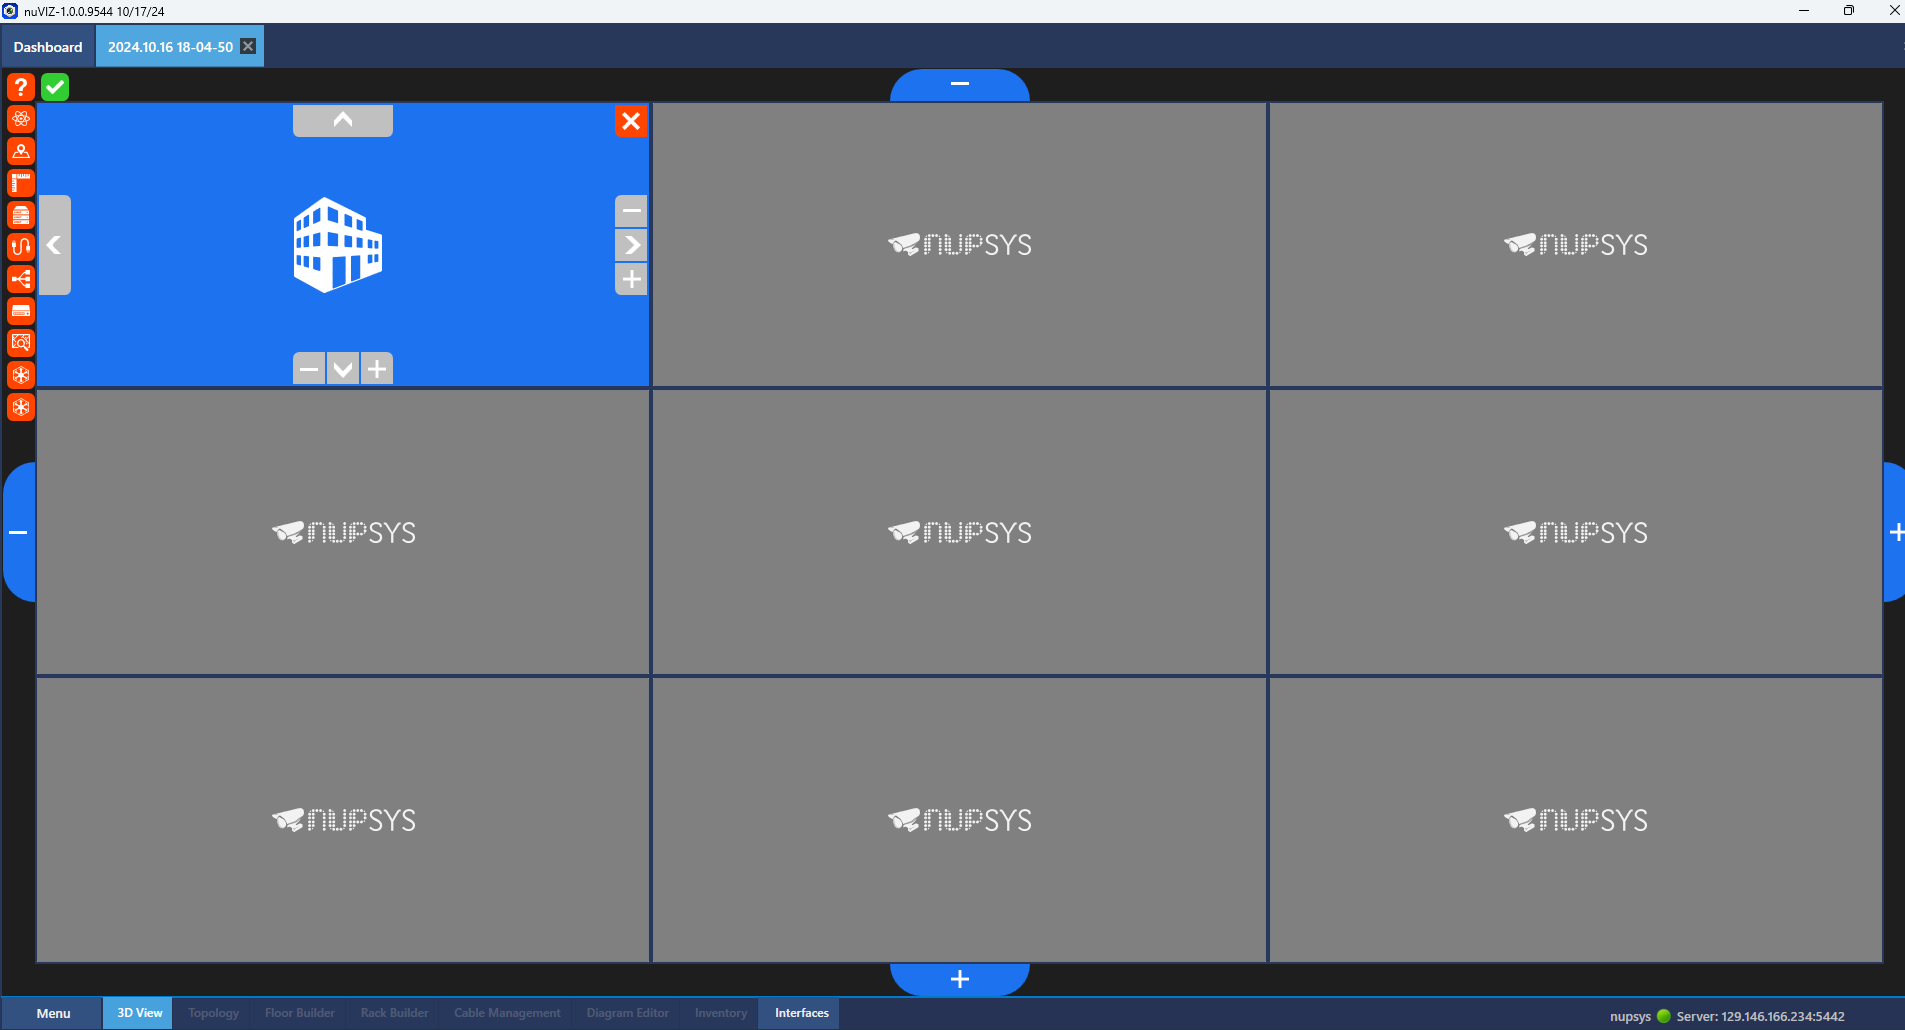 nuVIZ-1.0.0.9544 10/17/24
Dashboard
2024.10.16 18-04-50
nupsys
nupsys
nupsys
nupsys
nupsys
nupsys
nupsys
nupsys
Menu
3D View
Topology
Floor Builder
Rack Builder
Cable Management
Diagram Editor
Inventory
Interfaces
nupsys
Server: 129.146.166.234:5442